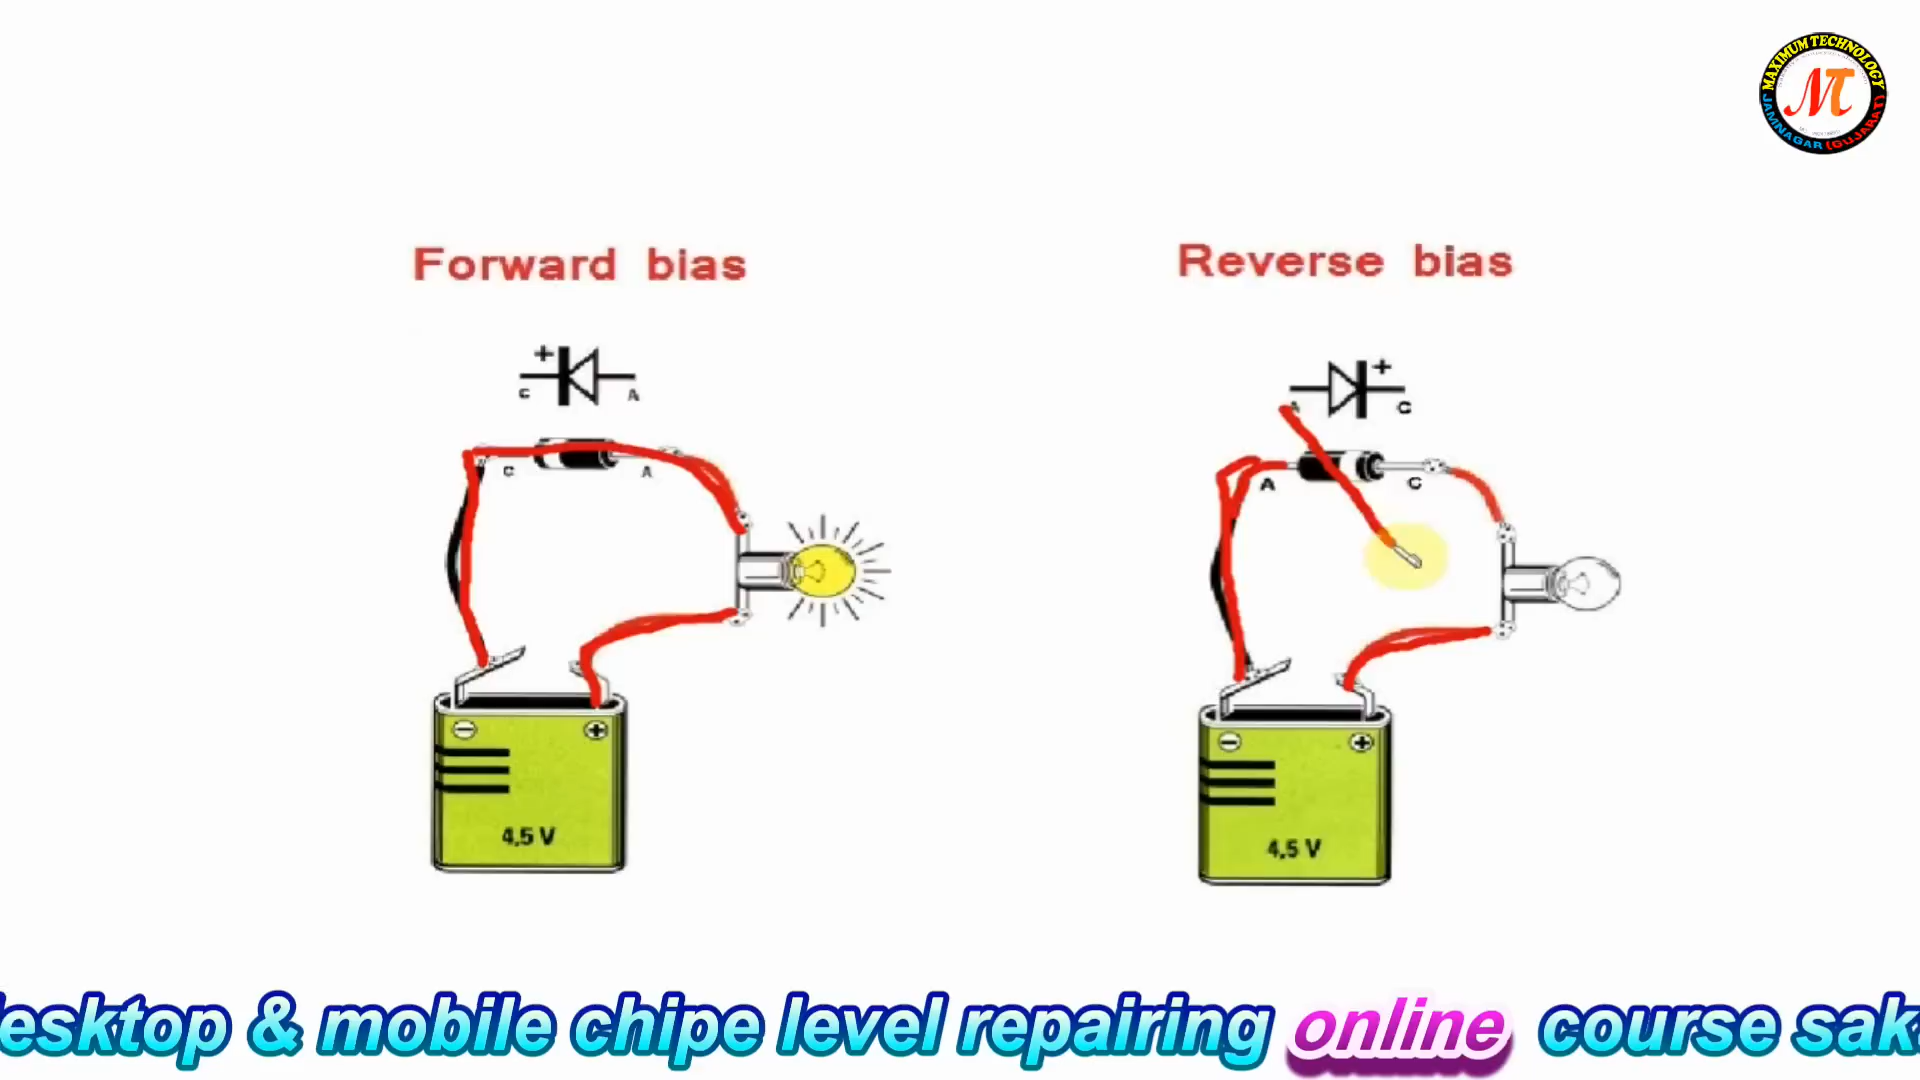 MAXIMUM TECHNOLOGY
MT
JAMNAGAR (GUJARAT)
Forward bias
Reverse bias
+
C A
+
A C
C A
A C
− +
4,5 V
− +
4,5 V
esktop & mobile chipe level repairing online course sak